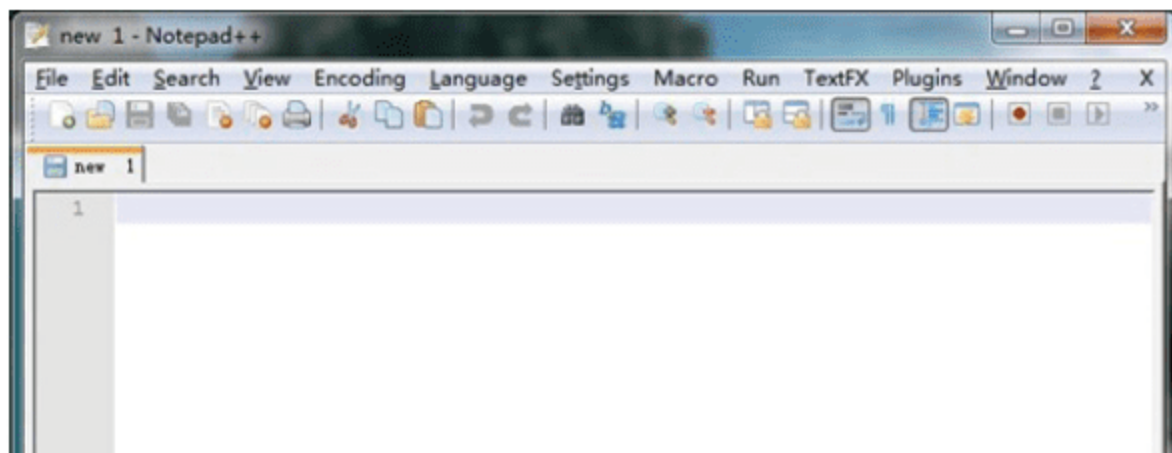 new 1 - Notepad++
File Edit Search View Encoding Language Settings Macro Run TextFX Plugins Window ? X
new 1
1